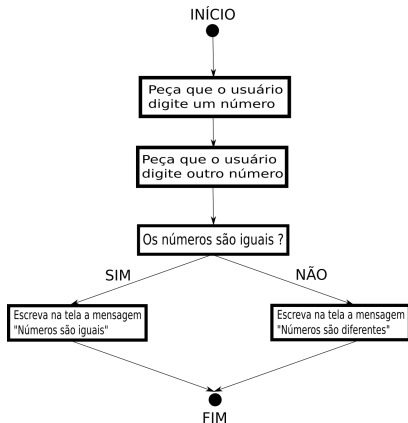 INÍCIO
Peça que o usuário
digite um número
Peça que o usuário
digite outro número
Os números são iguais ?
SIM
NÃO
Escreva na tela a mensagem
"Números são iguais"
Escreva na tela a mensagem
"Números são diferentes"
FIM